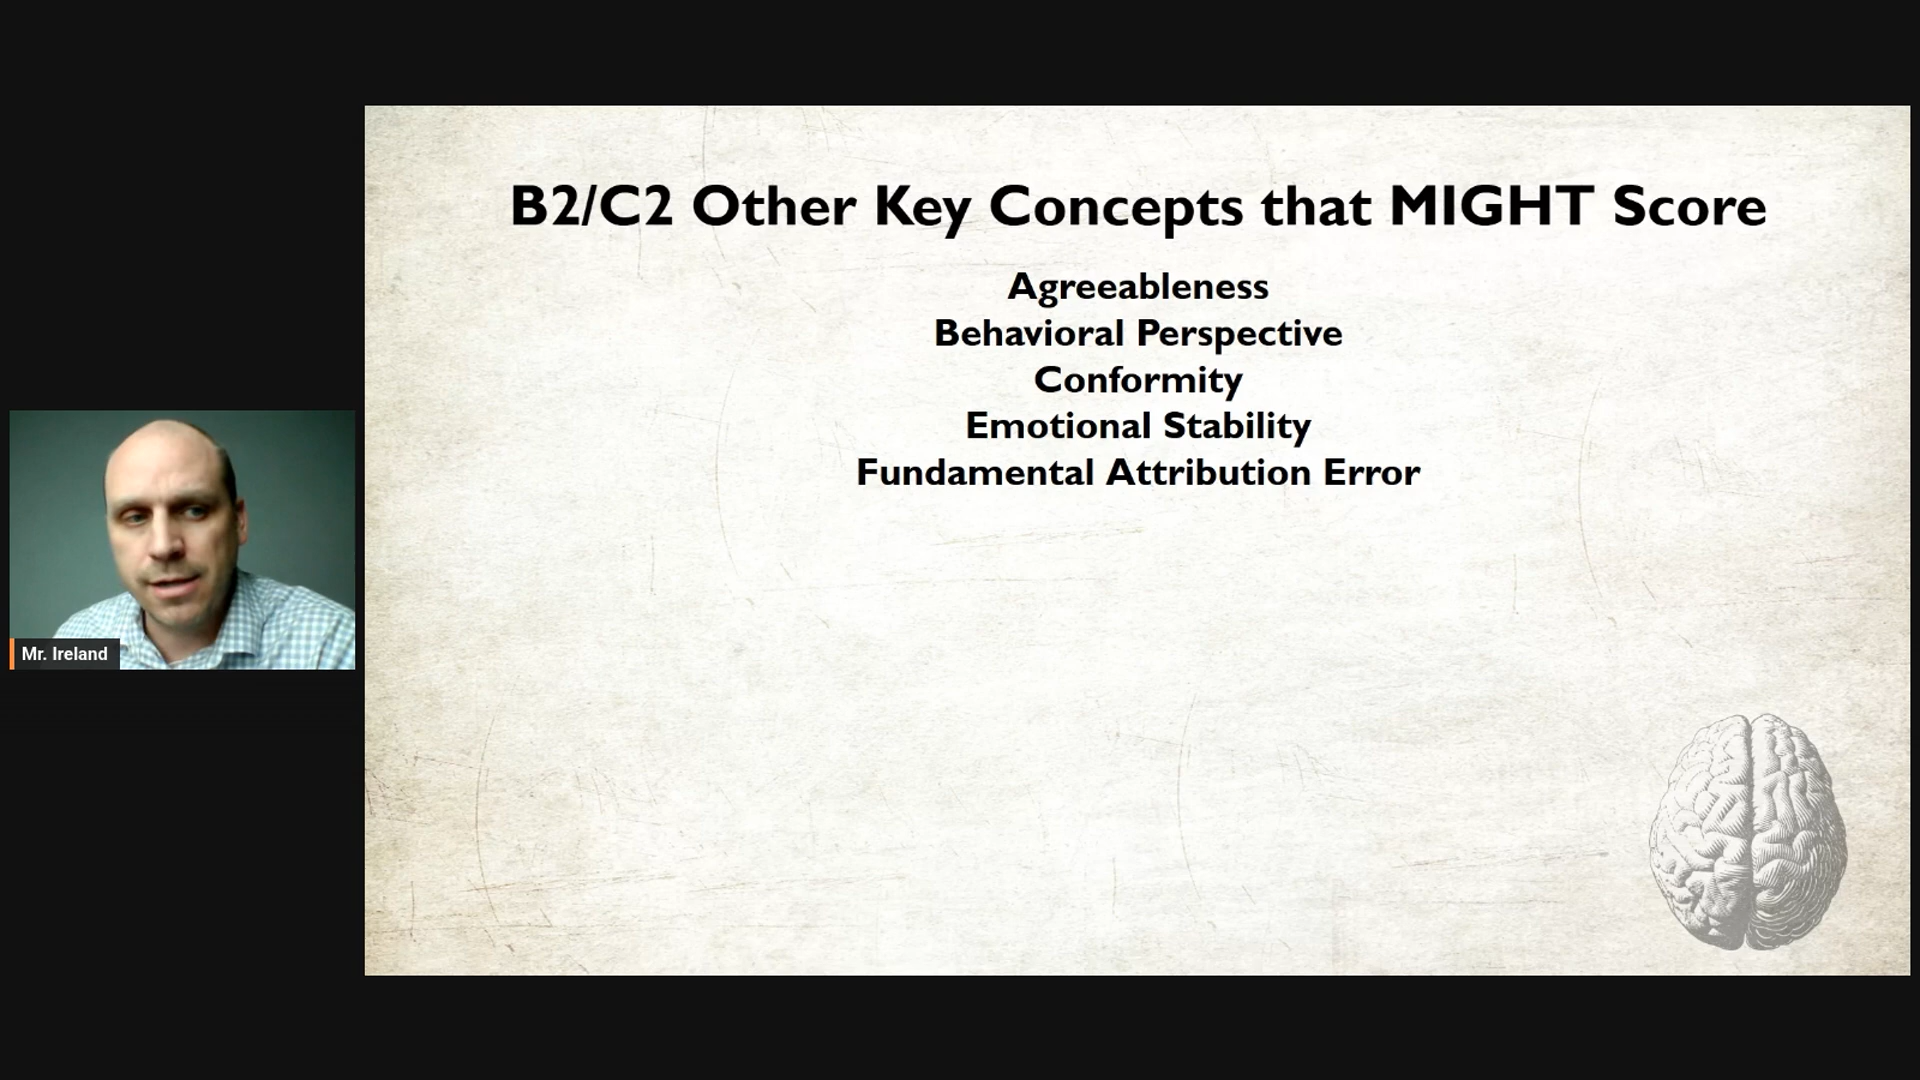 B2/C2 Other Key Concepts that MIGHT Score
Agreeableness
Behavioral Perspective
Conformity
Emotional Stability
Fundamental Attribution Error
Mr. Ireland